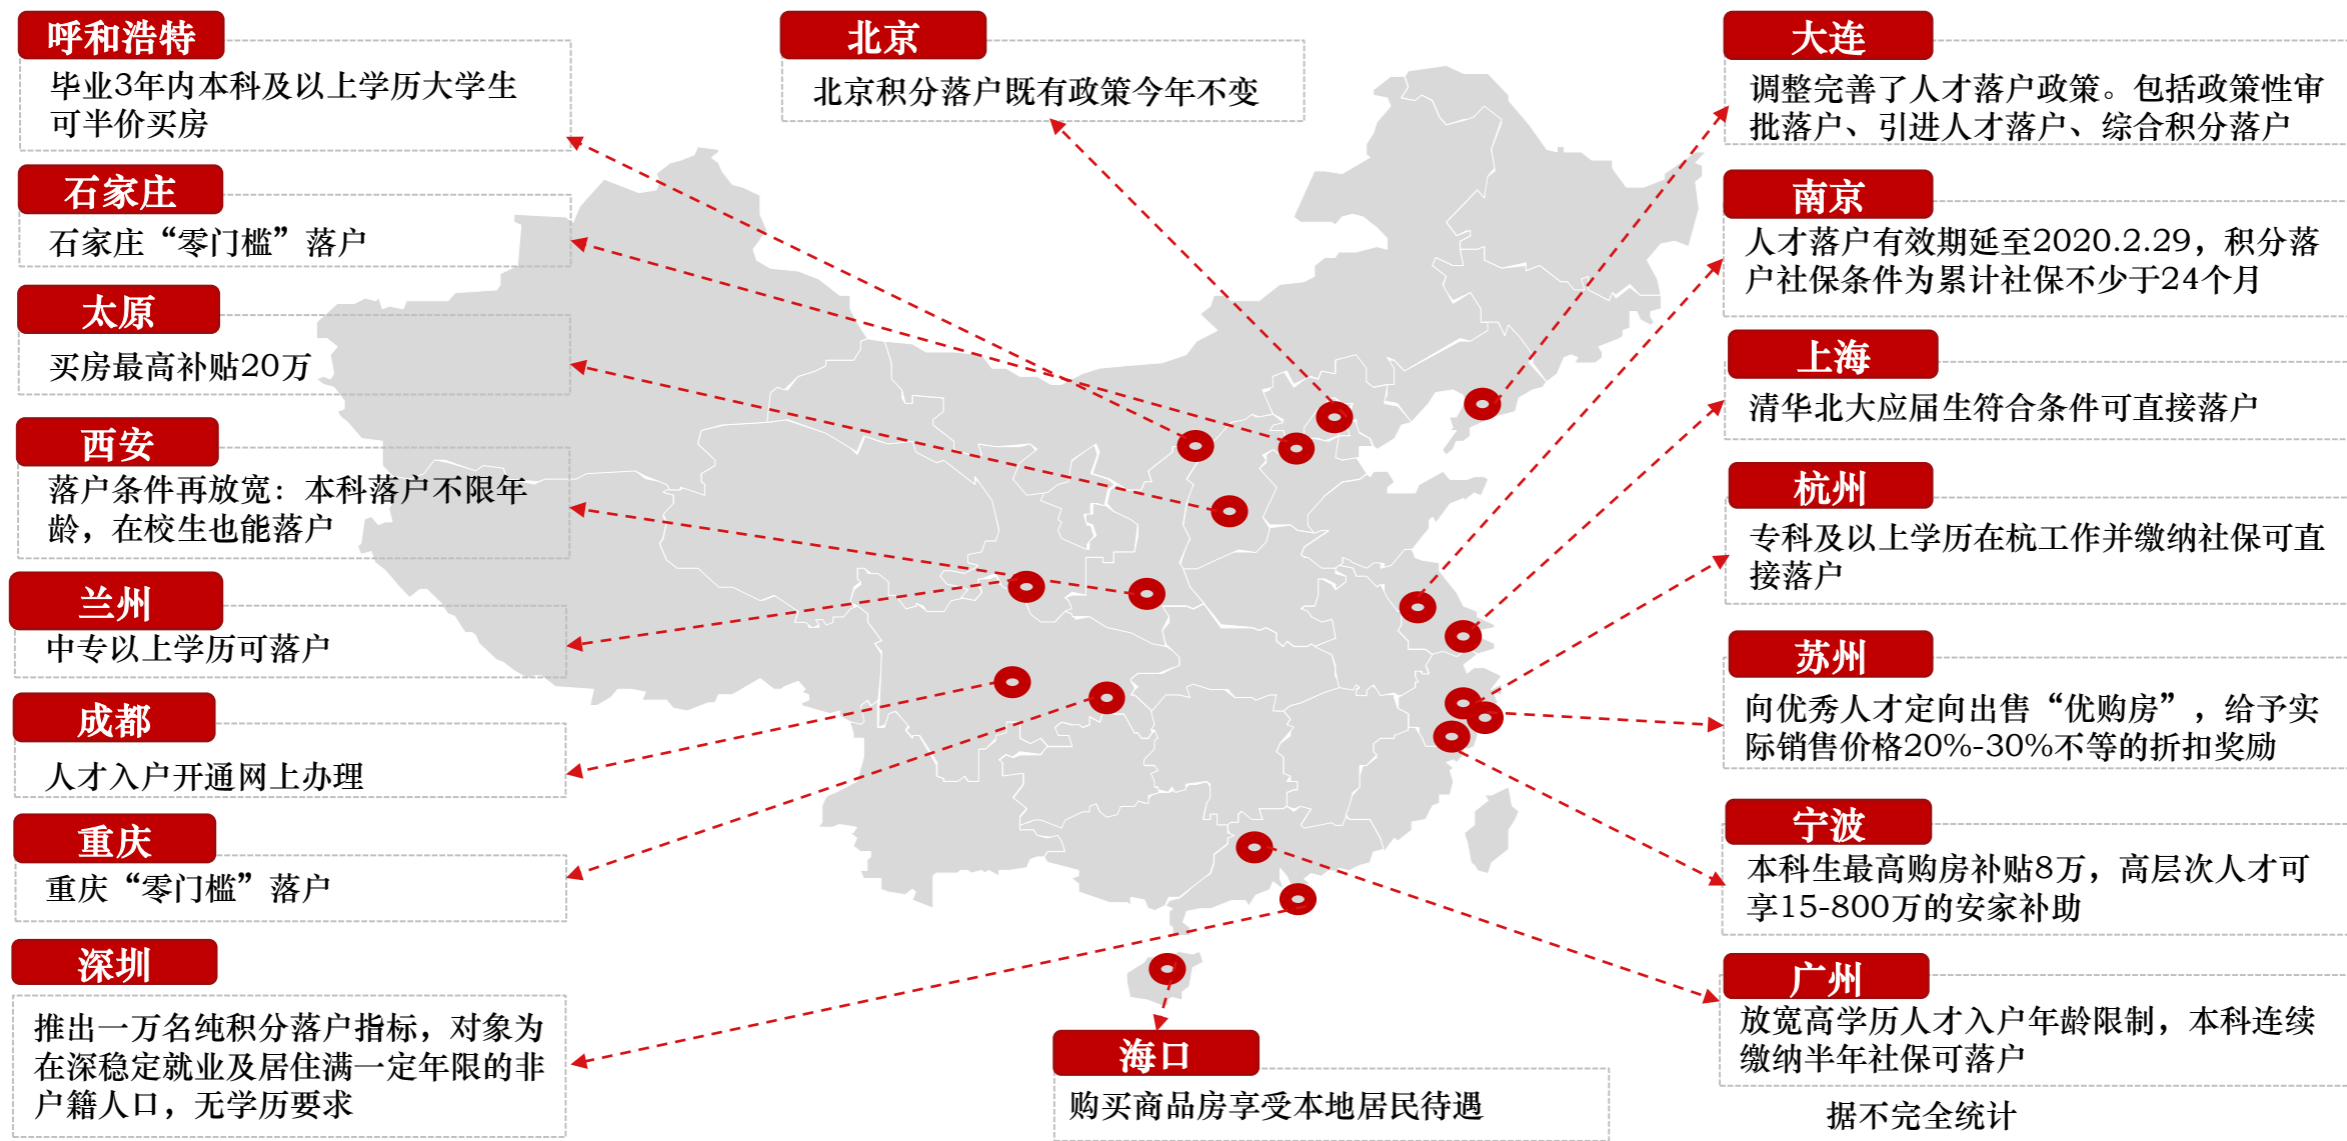 呼和浩特
毕业3年内本科及以上学历大学生
可半价买房
石家庄
石家庄“零门槛”落户
太原
买房最高补贴20万
西安
落户条件再放宽：本科落户不限年
龄，在校生也能落户
兰州
中专以上学历可落户
成都
人才入户开通网上办理
重庆
重庆“零门槛”落户
深圳
推出一万名纯积分落户指标，对象为
在深稳定就业及居住满一定年限的非
户籍人口，无学历要求
北京
北京积分落户既有政策今年不变
海口
购买商品房享受本地居民待遇
大连
调整完善了人才落户政策。包括政策性审
批落户、引进人才落户、综合积分落户
南京
人才落户有效期延至2020.2.29，积分落
户社保条件为累计社保不少于24个月
上海
清华北大应届生符合条件可直接落户
杭州
专科及以上学历在杭工作并缴纳社保可直
接落户
苏州
向优秀人才定向出售“优购房”，给予实
际销售价格20%-30%不等的折扣奖励
宁波
本科生最高购房补贴8万，高层次人才可
享15-800万的安家补助
广州
放宽高学历人才入户年龄限制，本科连续
缴纳半年社保可落户
据不完全统计